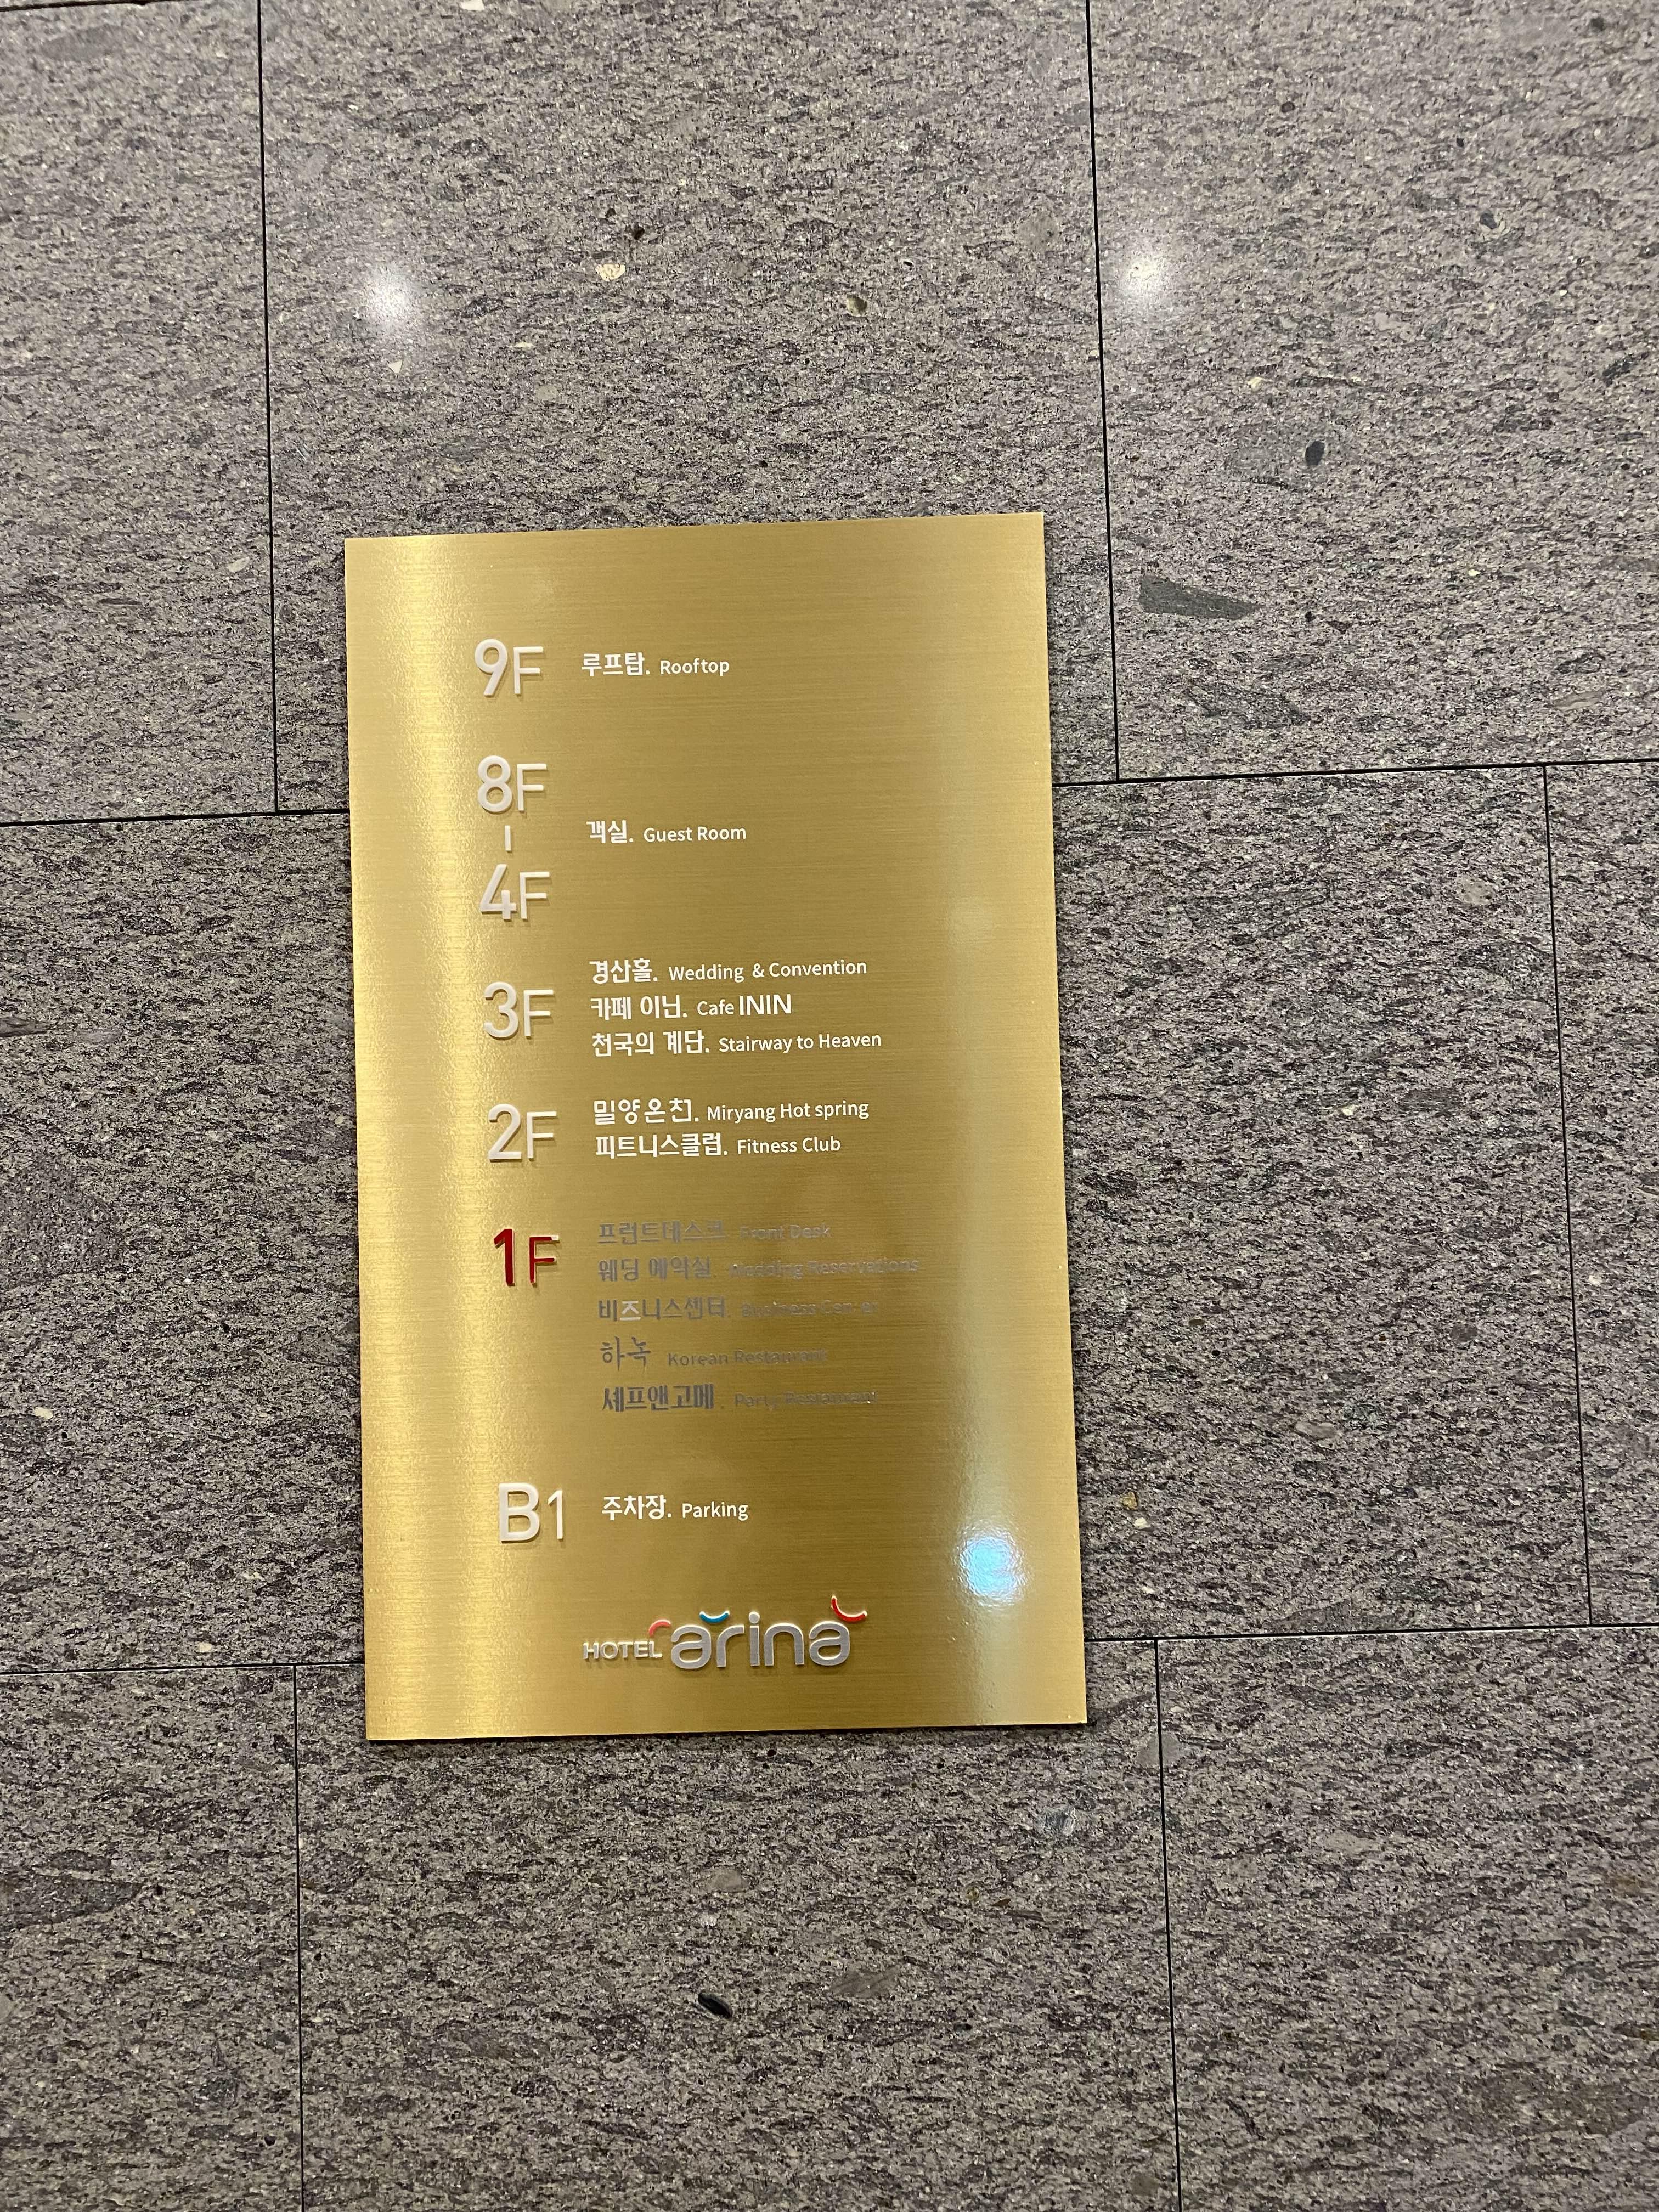 9F 루프탑. Rooftop
8F
|
객실. Guest Room
4F
경산홀. Wedding & Convention
3F 카페 이닌. Cafe ININ
천국의 계단. Stairway to Heaven
2F 밀양온천. Miryang Hot spring
피트니스클럽. Fitness Club
1F 프런트데스크. Front Desk
웨딩 예약실. Wedding Reservations
비즈니스센터. Business Center
하녹 Korean Restaurant
셰프앤고메. Party Restaurant
B1 주차장. Parking
HOTEL arina